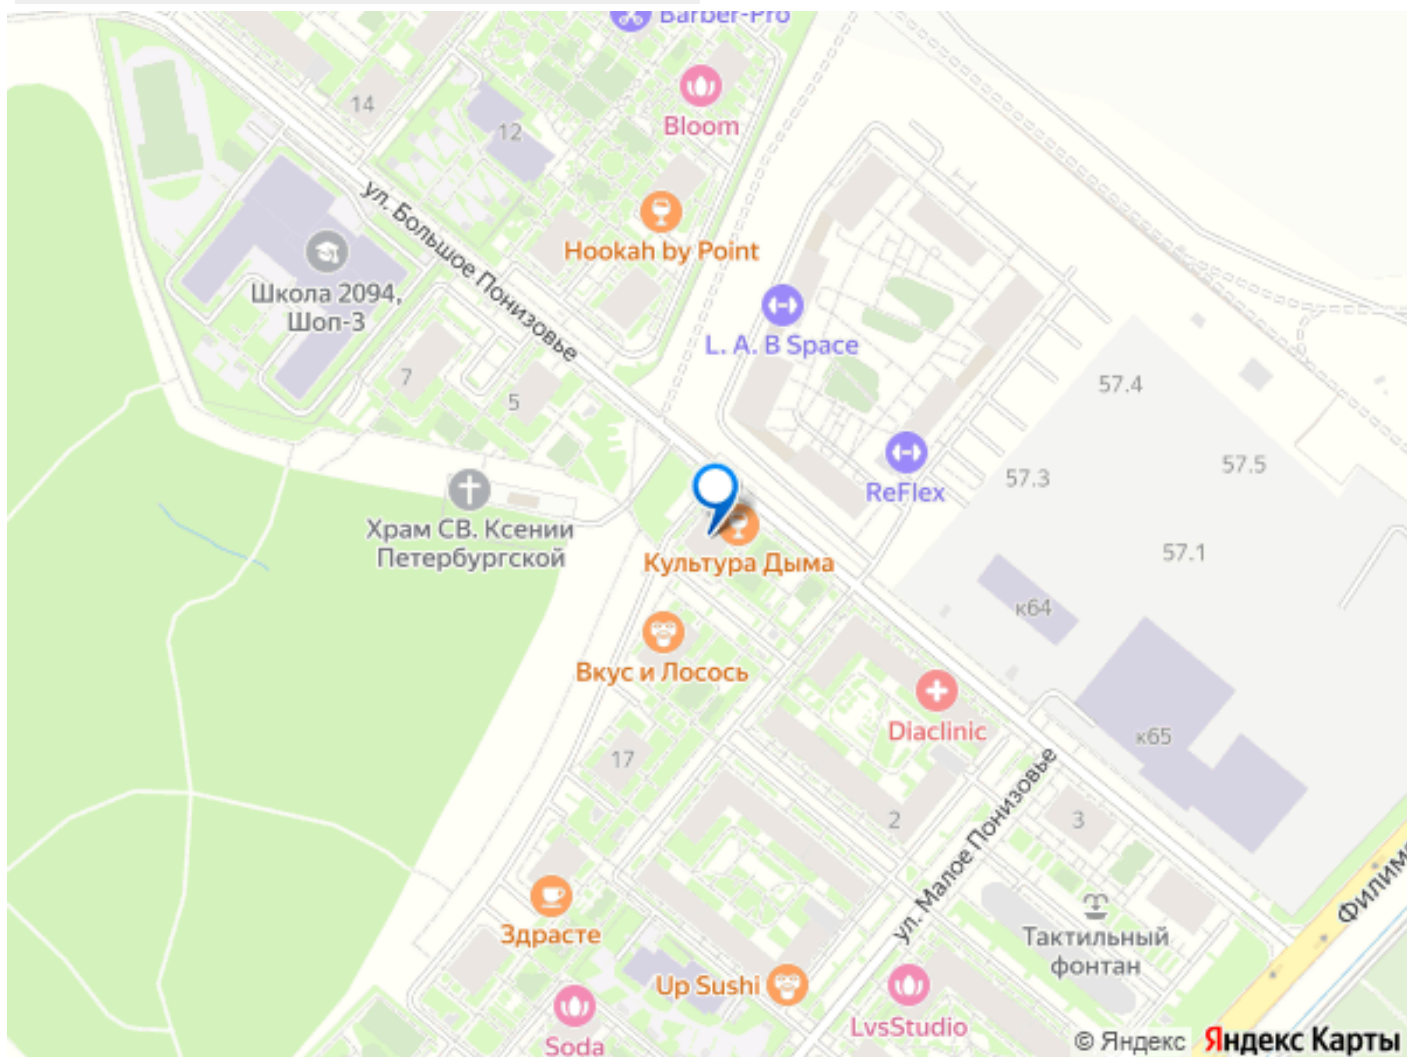 Barber-Pro
14
12
Bloom
ул. Большое Понизовье
Hookah by Point
Школа 2094,
Шоп-3
L. A. B Space
7
5
57.4
57.5
57.3
ReFlex
Храм СВ. Ксении
Петербургской
Культура Дыма
57.1
к64
Вкус и Лосось
Diaclinic
к65
17
2
3
ул. Малое Понизовье
Здрасте
Тактильный
фонтан
Up Sushi
LvsStudio
Soda
© Яндекс Яндекс Карты